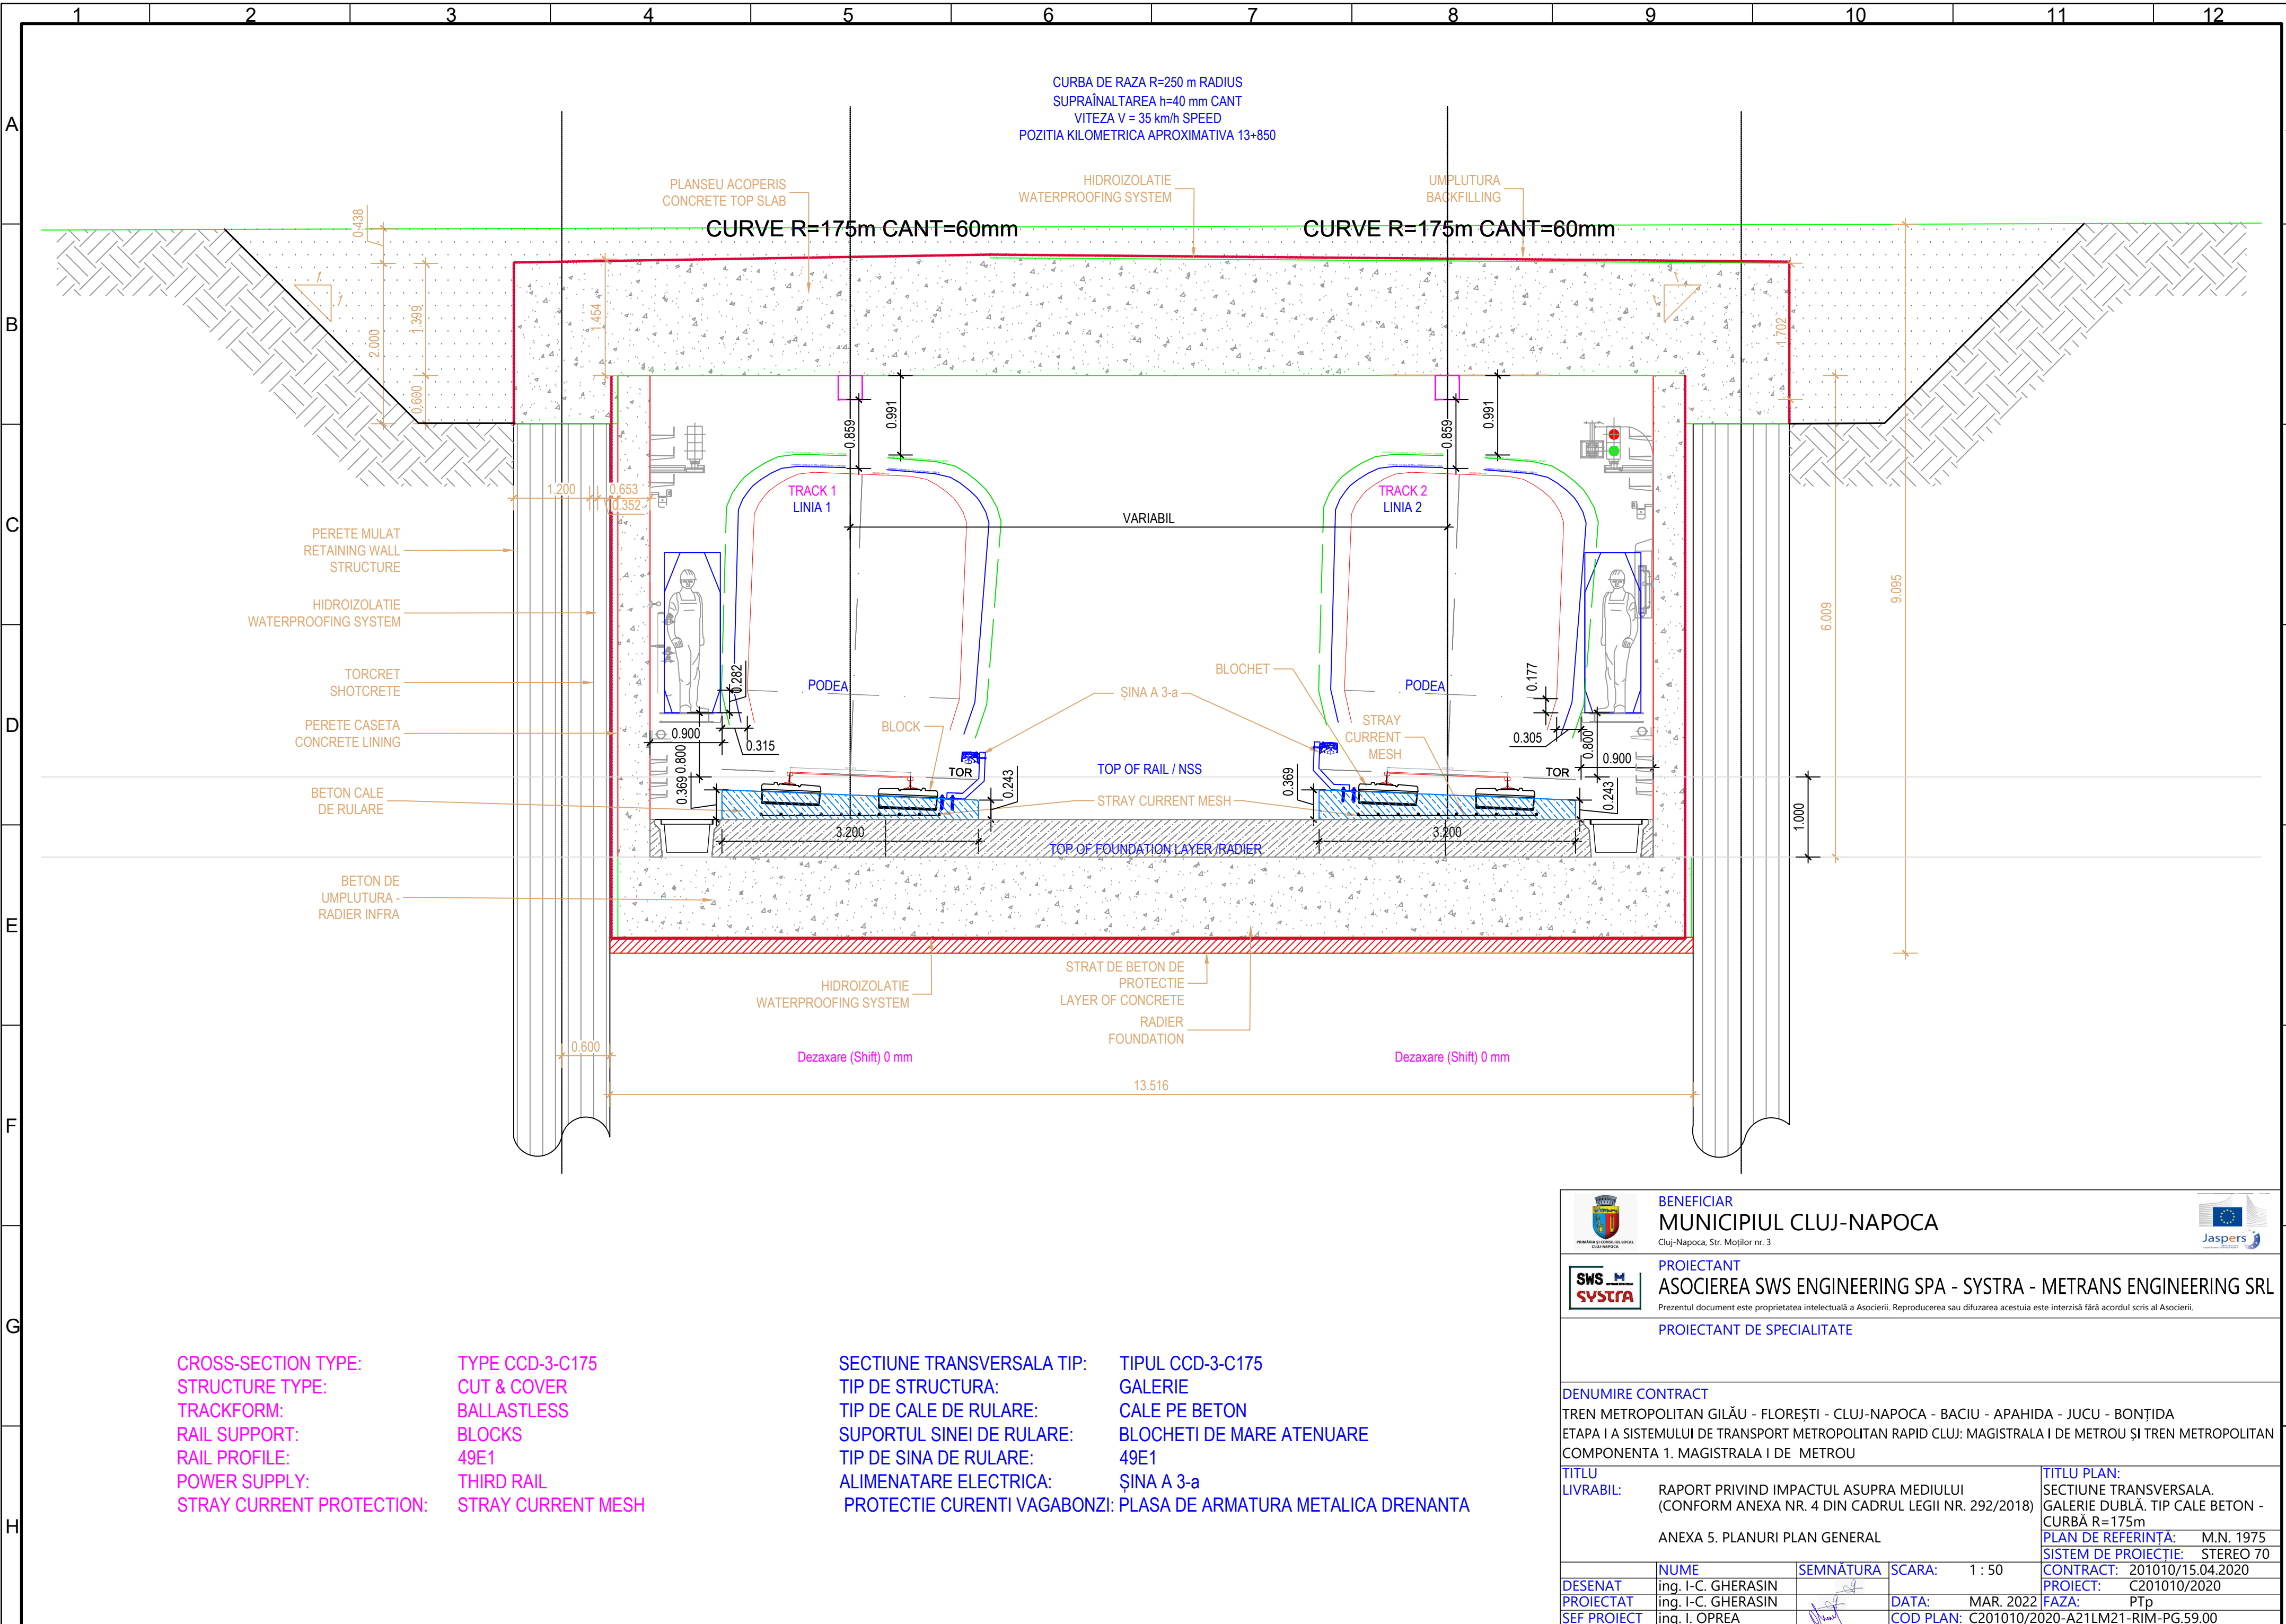 1 2 3 4 5 6 7 8 9 10 11 12
A
B
C
D
E
F
G
H
CURBA DE RAZA R=250 m RADIUS
SUPRAÎNALTAREA h=40 mm CANT
VITEZA V = 35 km/h SPEED
POZITIA KILOMETRICA APROXIMATIVA 13+850
PLANSEU ACOPERIS
CONCRETE TOP SLAB
HIDROIZOLATIE
WATERPROOFING SYSTEM
UMPLUTURA
BACKFILLING
CURVE R=175m CANT=60mm
CURVE R=175m CANT=60mm
0.438
2.000
1.399
0.600
1
1
1.454
1.702
0.859
0.991
0.859
0.991
1.200
0.653
0.352
TRACK 1
LINIA 1
TRACK 2
LINIA 2
VARIABIL
PERETE MULAT
RETAINING WALL
STRUCTURE
HIDROIZOLATIE
WATERPROOFING SYSTEM
TORCRET
SHOTCRETE
PERETE CASETA
CONCRETE LINING
BETON CALE
DE RULARE
BETON DE
UMPLUTURA -
RADIER INFRA
6.009
9.095
0.282
PODEA
BLOCHET
PODEA
0.177
ȘINA A 3-a
BLOCK
STRAY
CURRENT
MESH
0.900
0.315
0.800
0.369
TOR
0.243
TOP OF RAIL / NSS
STRAY CURRENT MESH
0.369
0.305
0.800
0.900
TOR
0.243
1.000
3.200
3.200
TOP OF FOUNDATION LAYER /RADIER
HIDROIZOLATIE
WATERPROOFING SYSTEM
STRAT DE BETON DE
PROTECTIE
LAYER OF CONCRETE
RADIER
FOUNDATION
0.600
Dezaxare (Shift) 0 mm
Dezaxare (Shift) 0 mm
13.516
CROSS-SECTION TYPE: TYPE CCD-3-C175
STRUCTURE TYPE: CUT & COVER
TRACKFORM: BALLASTLESS
RAIL SUPPORT: BLOCKS
RAIL PROFILE: 49E1
POWER SUPPLY: THIRD RAIL
STRAY CURRENT PROTECTION: STRAY CURRENT MESH
SECTIUNE TRANSVERSALA TIP: TIPUL CCD-3-C175
TIP DE STRUCTURA: GALERIE
TIP DE CALE DE RULARE: CALE PE BETON
SUPORTUL SINEI DE RULARE: BLOCHETI DE MARE ATENUARE
TIP DE SINA DE RULARE: 49E1
ALIMENATARE ELECTRICA: ȘINA A 3-a
PROTECTIE CURENTI VAGABONZI: PLASA DE ARMATURA METALICA DRENANTA
BENEFICIAR
MUNICIPIUL CLUJ-NAPOCA
Cluj-Napoca, Str. Moților nr. 3
PRIMĂRIA ȘI CONSILIUL LOCAL
CLUJ-NAPOCA
Jaspers
PROIECTANT
ASOCIEREA SWS ENGINEERING SPA - SYSTRA - METRANS ENGINEERING SRL
Prezentul document este proprietatea intelectuală a Asocierii. Reproducerea sau difuzarea acestuia este interzisă fără acordul scris al Asocierii.
SWS M
SYSTRA
PROIECTANT DE SPECIALITATE
DENUMIRE CONTRACT
TREN METROPOLITAN GILĂU - FLOREȘTI - CLUJ-NAPOCA - BACIU - APAHIDA - JUCU - BONȚIDA
ETAPA I A SISTEMULUI DE TRANSPORT METROPOLITAN RAPID CLUJ: MAGISTRALA I DE METROU ȘI TREN METROPOLITAN
COMPONENTA 1. MAGISTRALA I DE METROU
TITLU
LIVRABIL: RAPORT PRIVIND IMPACTUL ASUPRA MEDIULUI
(CONFORM ANEXA NR. 4 DIN CADRUL LEGII NR. 292/2018)
ANEXA 5. PLANURI PLAN GENERAL
TITLU PLAN:
SECTIUNE TRANSVERSALA.
GALERIE DUBLĂ. TIP CALE BETON -
CURBĂ R=175m
PLAN DE REFERINȚĂ: M.N. 1975
SISTEM DE PROIECȚIE: STEREO 70
NUME SEMNĂTURA SCARA: 1 : 50 CONTRACT: 201010/15.04.2020
DESENAT ing. I-C. GHERASIN PROIECT: C201010/2020
PROIECTAT ing. I-C. GHERASIN DATA: MAR. 2022 FAZA: PTp
SEF PROIECT ing. I. OPREA COD PLAN: C201010/2020-A21LM21-RIM-PG.59.00